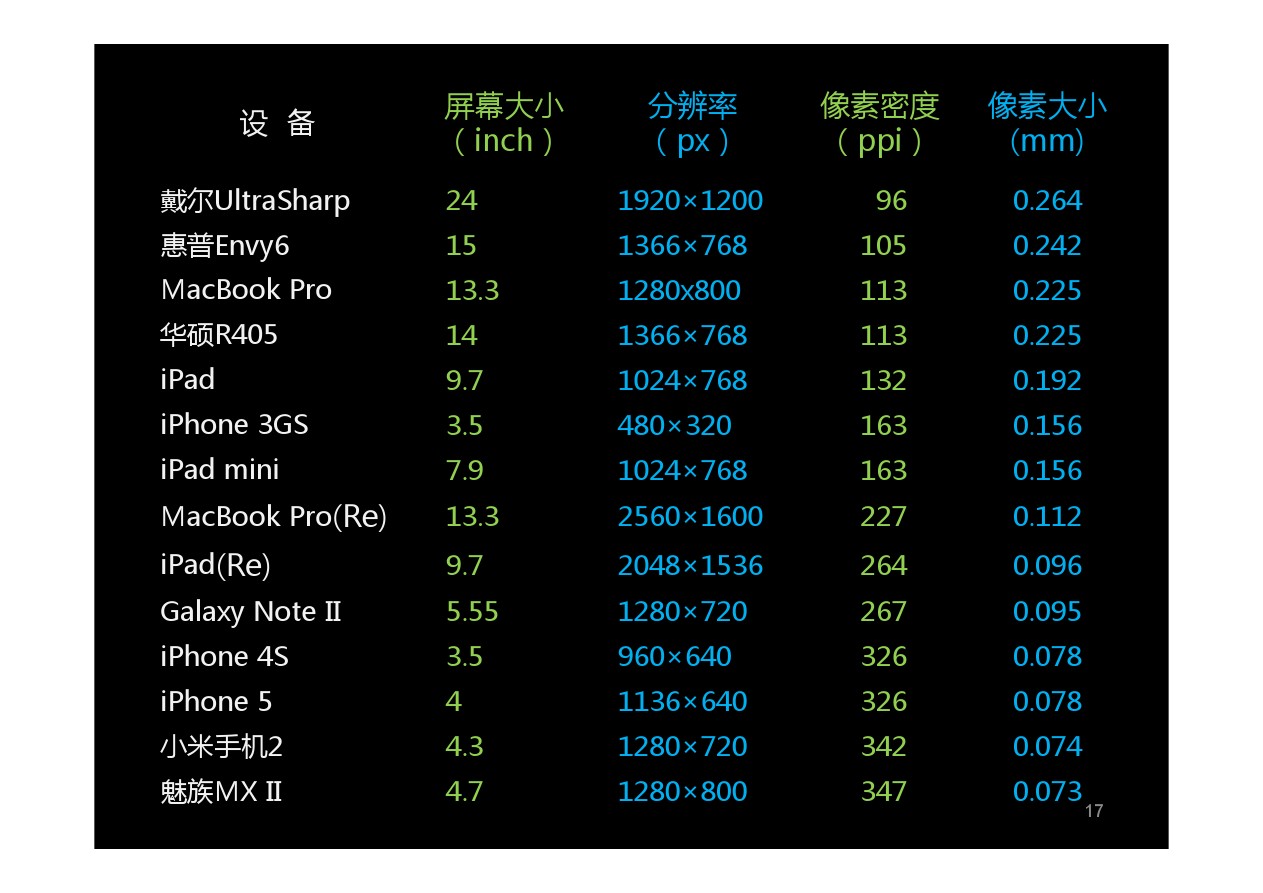 设 备 屏幕大小 分辨率 像素密度 像素大小
（inch） （px） （ppi） (mm)
戴尔UltraSharp 24 1920×1200 96 0.264
惠普Envy6 15 1366×768 105 0.242
MacBook Pro 13.3 1280x800 113 0.225
华硕R405 14 1366×768 113 0.225
iPad 9.7 1024×768 132 0.192
iPhone 3GS 3.5 480×320 163 0.156
iPad mini 7.9 1024×768 163 0.156
MacBook Pro(Re) 13.3 2560×1600 227 0.112
iPad(Re) 9.7 2048×1536 264 0.096
Galaxy Note Ⅱ 5.55 1280×720 267 0.095
iPhone 4S 3.5 960×640 326 0.078
iPhone 5 4 1136×640 326 0.078
小米手机2 4.3 1280×720 342 0.074
魅族MX Ⅱ 4.7 1280×800 347 0.073
17